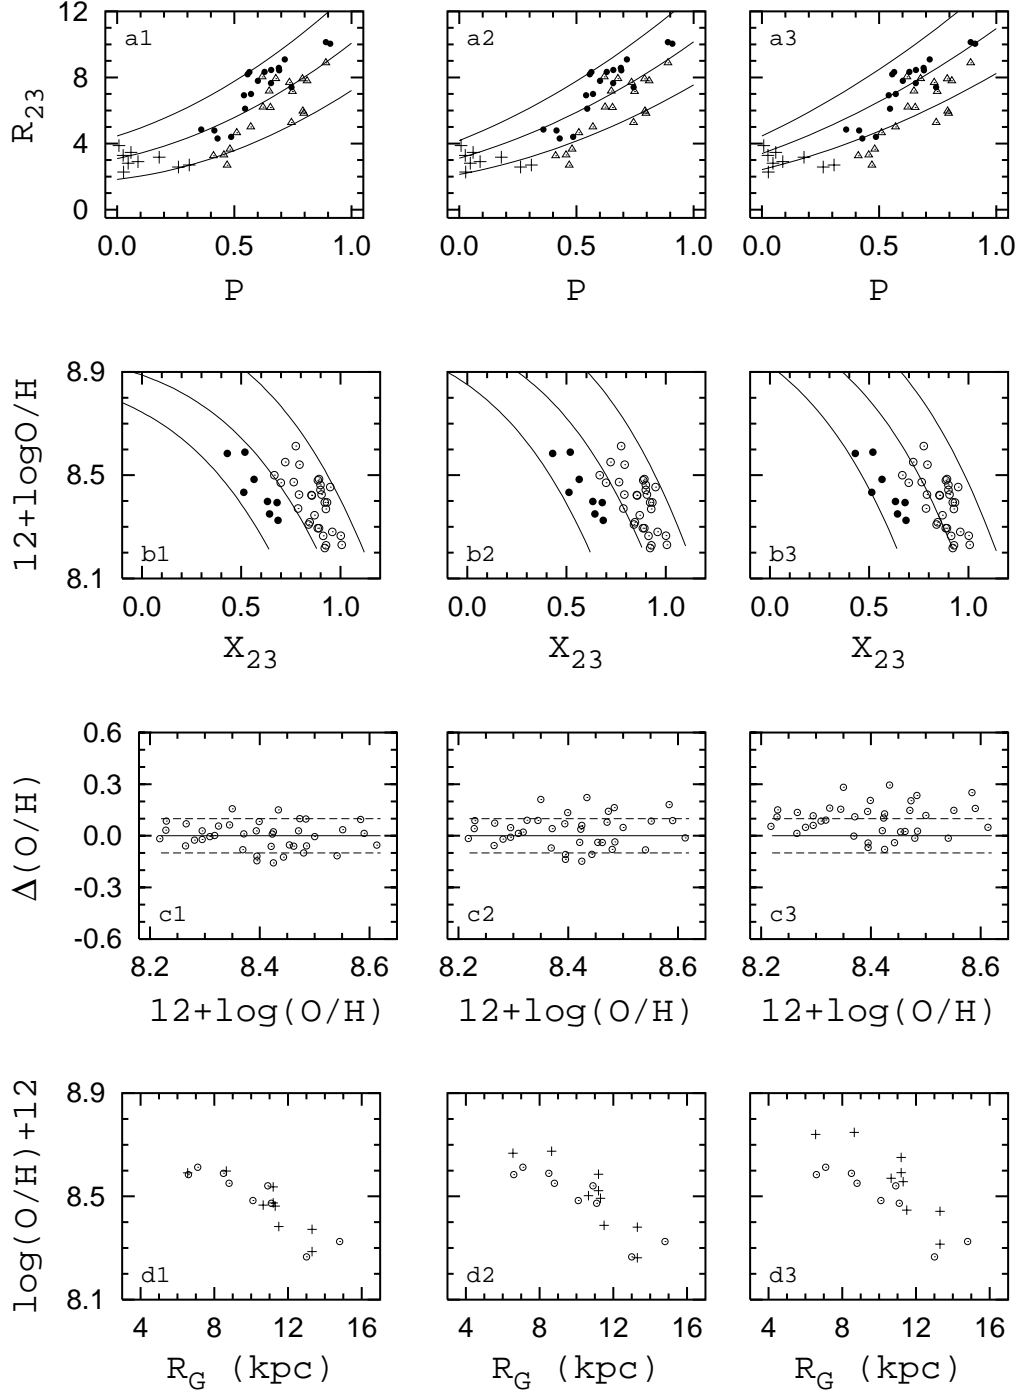 12
8
4
0
R23
a1
a2
a3
0.0 0.5 1.0 0.0 0.5 1.0 0.0 0.5 1.0
P P P
8.9
8.5
8.1
12+logO/H
b1
b2
b3
0.0 0.5 1.0 0.0 0.5 1.0 0.0 0.5 1.0
X23 X23 X23
0.6
0.3
0.0
-0.3
-0.6
Δ(O/H)
c1
c2
c3
8.2 8.4 8.6 8.2 8.4 8.6 8.2 8.4 8.6
12+log(O/H) 12+log(O/H) 12+log(O/H)
8.9
8.5
8.1
log(O/H)+12
d1
d2
d3
4 8 12 16 4 8 12 16 4 8 12 16
RG (kpc) RG (kpc) RG (kpc)